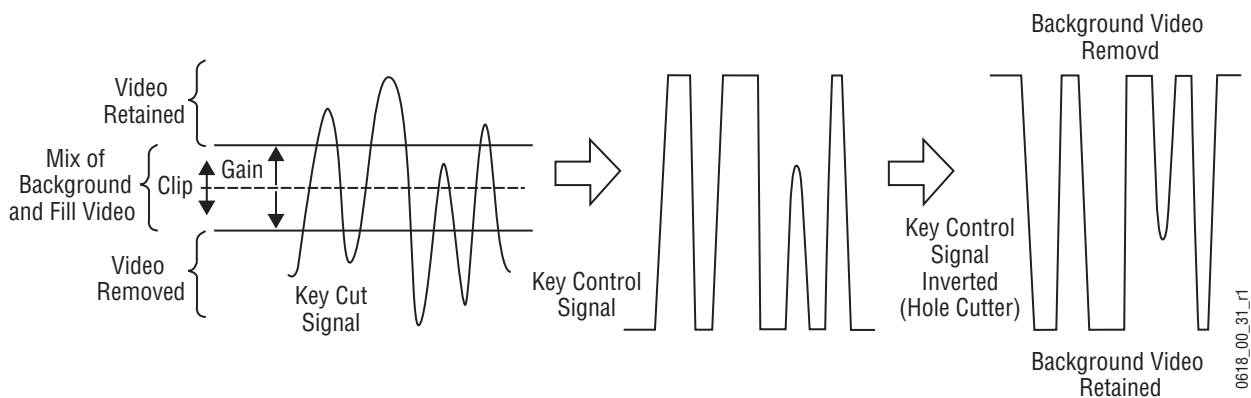 Video
Retained
Mix of
Background
and Fill Video
Clip
Gain
Video
Removed
Key Cut
Signal
Key Control
Signal
Key Control
Signal
Inverted
(Hole Cutter)
Background Video
Removd
Background Video
Retained
0618_00_31_r1